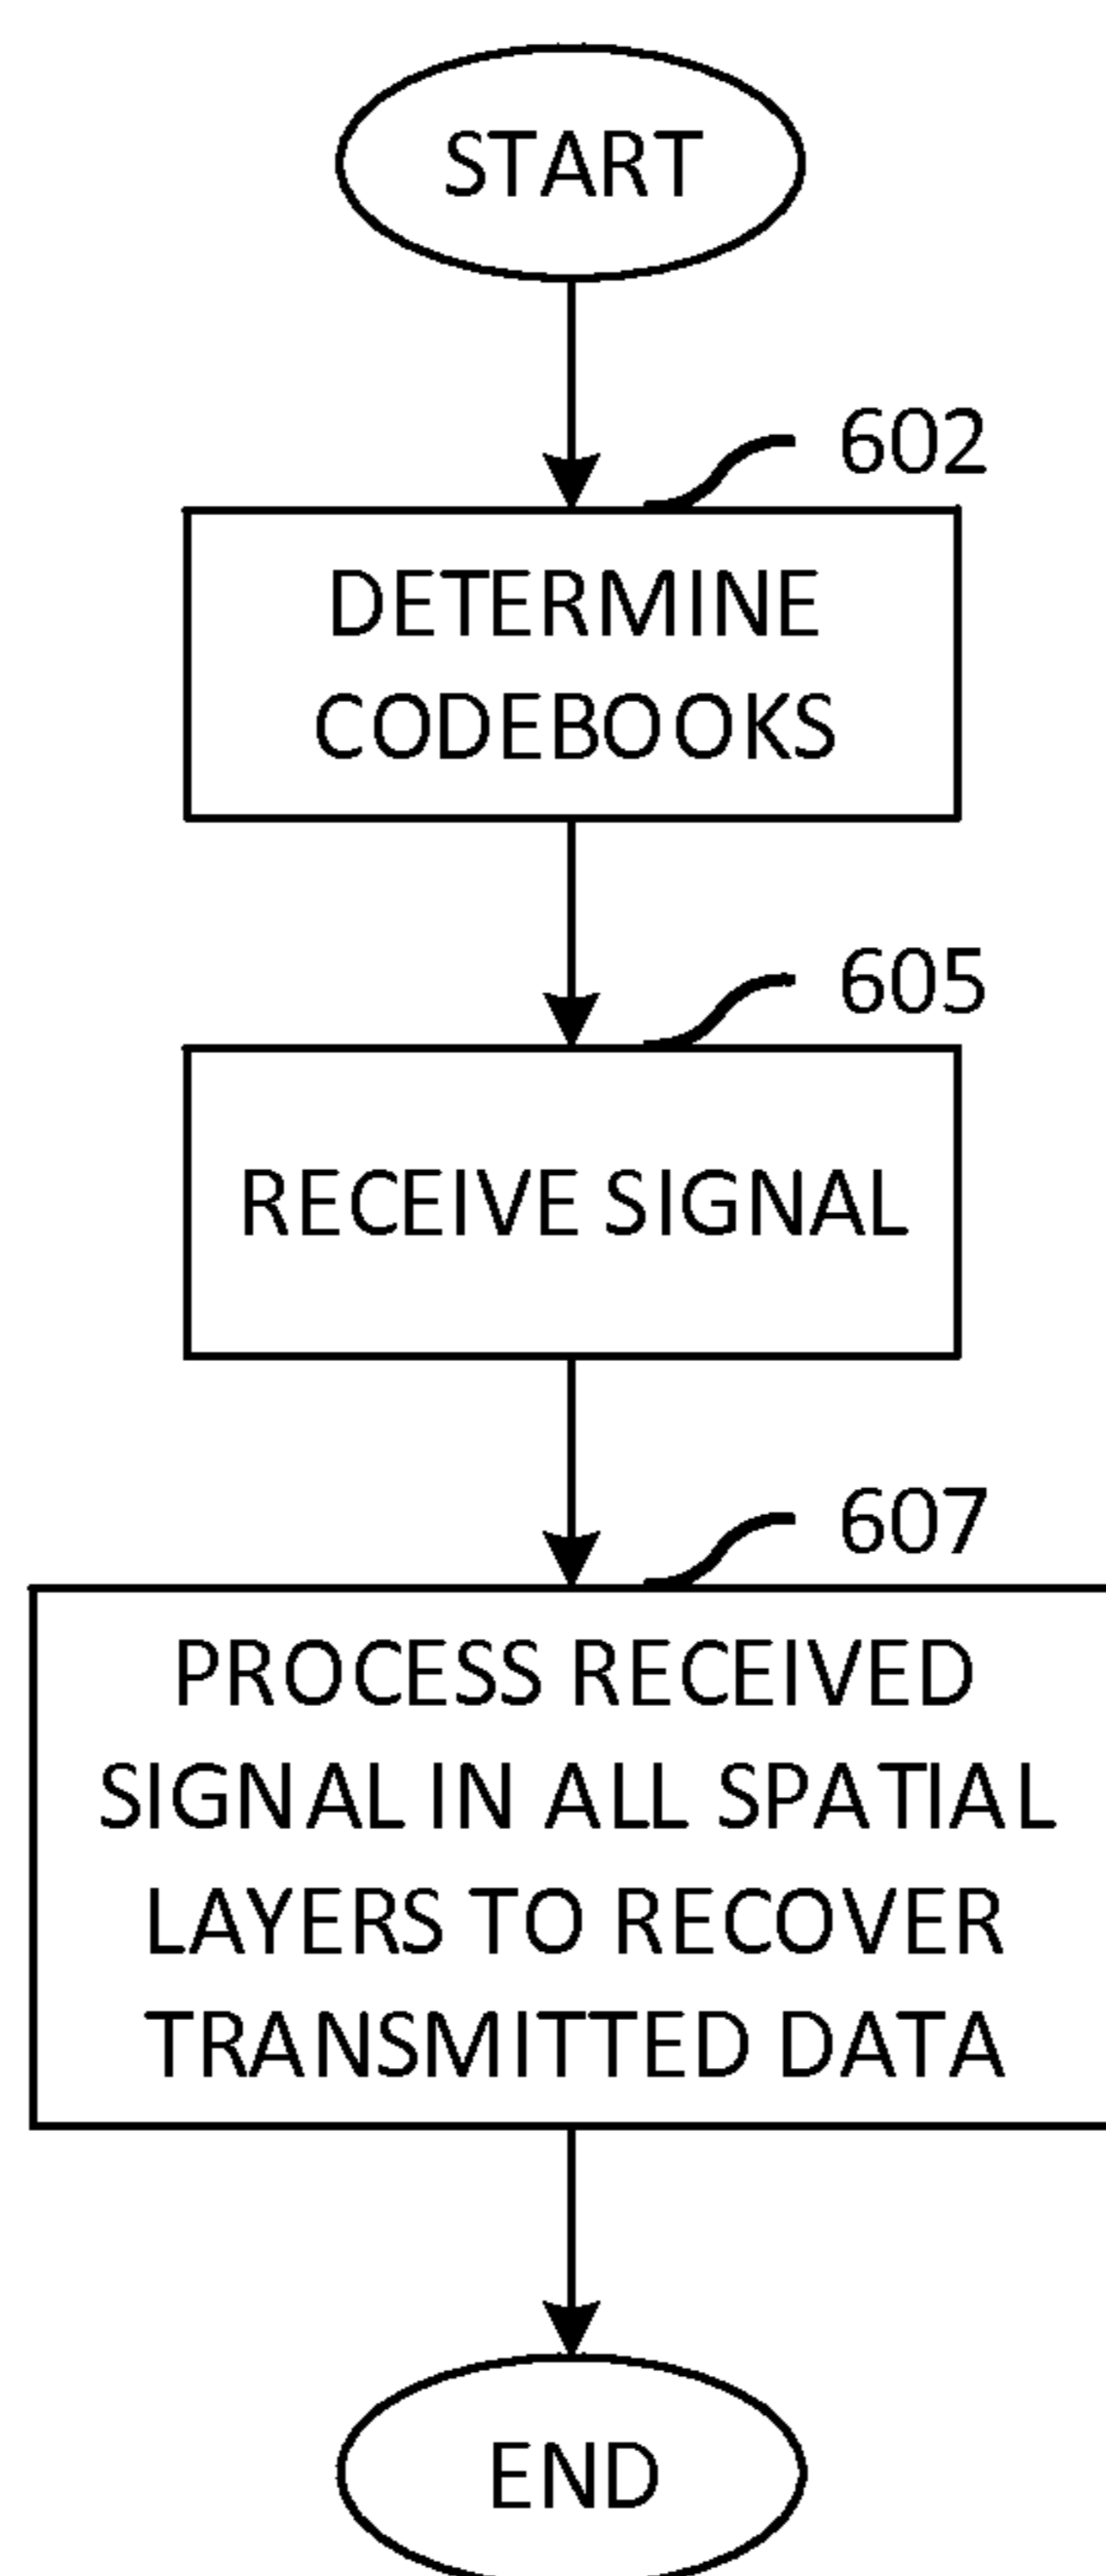 START
602
DETERMINE
CODEBOOKS
605
RECEIVE SIGNAL
607
PROCESS RECEIVED
SIGNAL IN ALL SPATIAL
LAYERS TO RECOVER
TRANSMITTED DATA
END